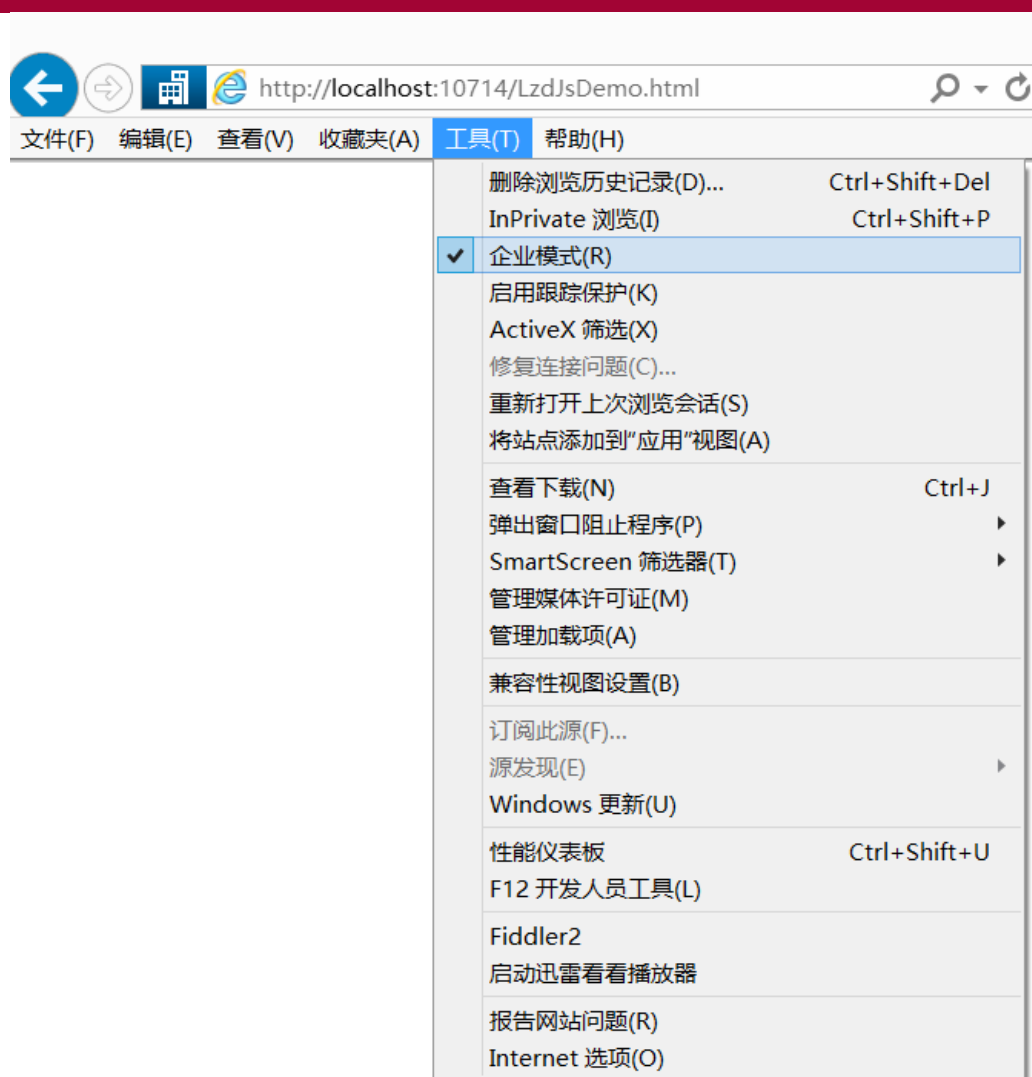 http://localhost:10714/LzdJsDemo.html
文件(F) 编辑(E) 查看(V) 收藏夹(A) 工具(T) 帮助(H)
删除浏览历史记录(D)... Ctrl+Shift+Del
InPrivate 浏览(I) Ctrl+Shift+P
企业模式(R)
启用跟踪保护(K)
ActiveX 筛选(X)
修复连接问题(C)...
重新打开上次浏览会话(S)
将站点添加到“应用”视图(A)
查看下载(N) Ctrl+J
弹出窗口阻止程序(P)
SmartScreen 筛选器(T)
管理媒体许可证(M)
管理加载项(A)
兼容性视图设置(B)
订阅此源(F)...
源发现(E)
Windows 更新(U)
性能仪表板 Ctrl+Shift+U
F12 开发人员工具(L)
Fiddler2
启动迅雷看看播放器
报告网站问题(R)
Internet 选项(O)